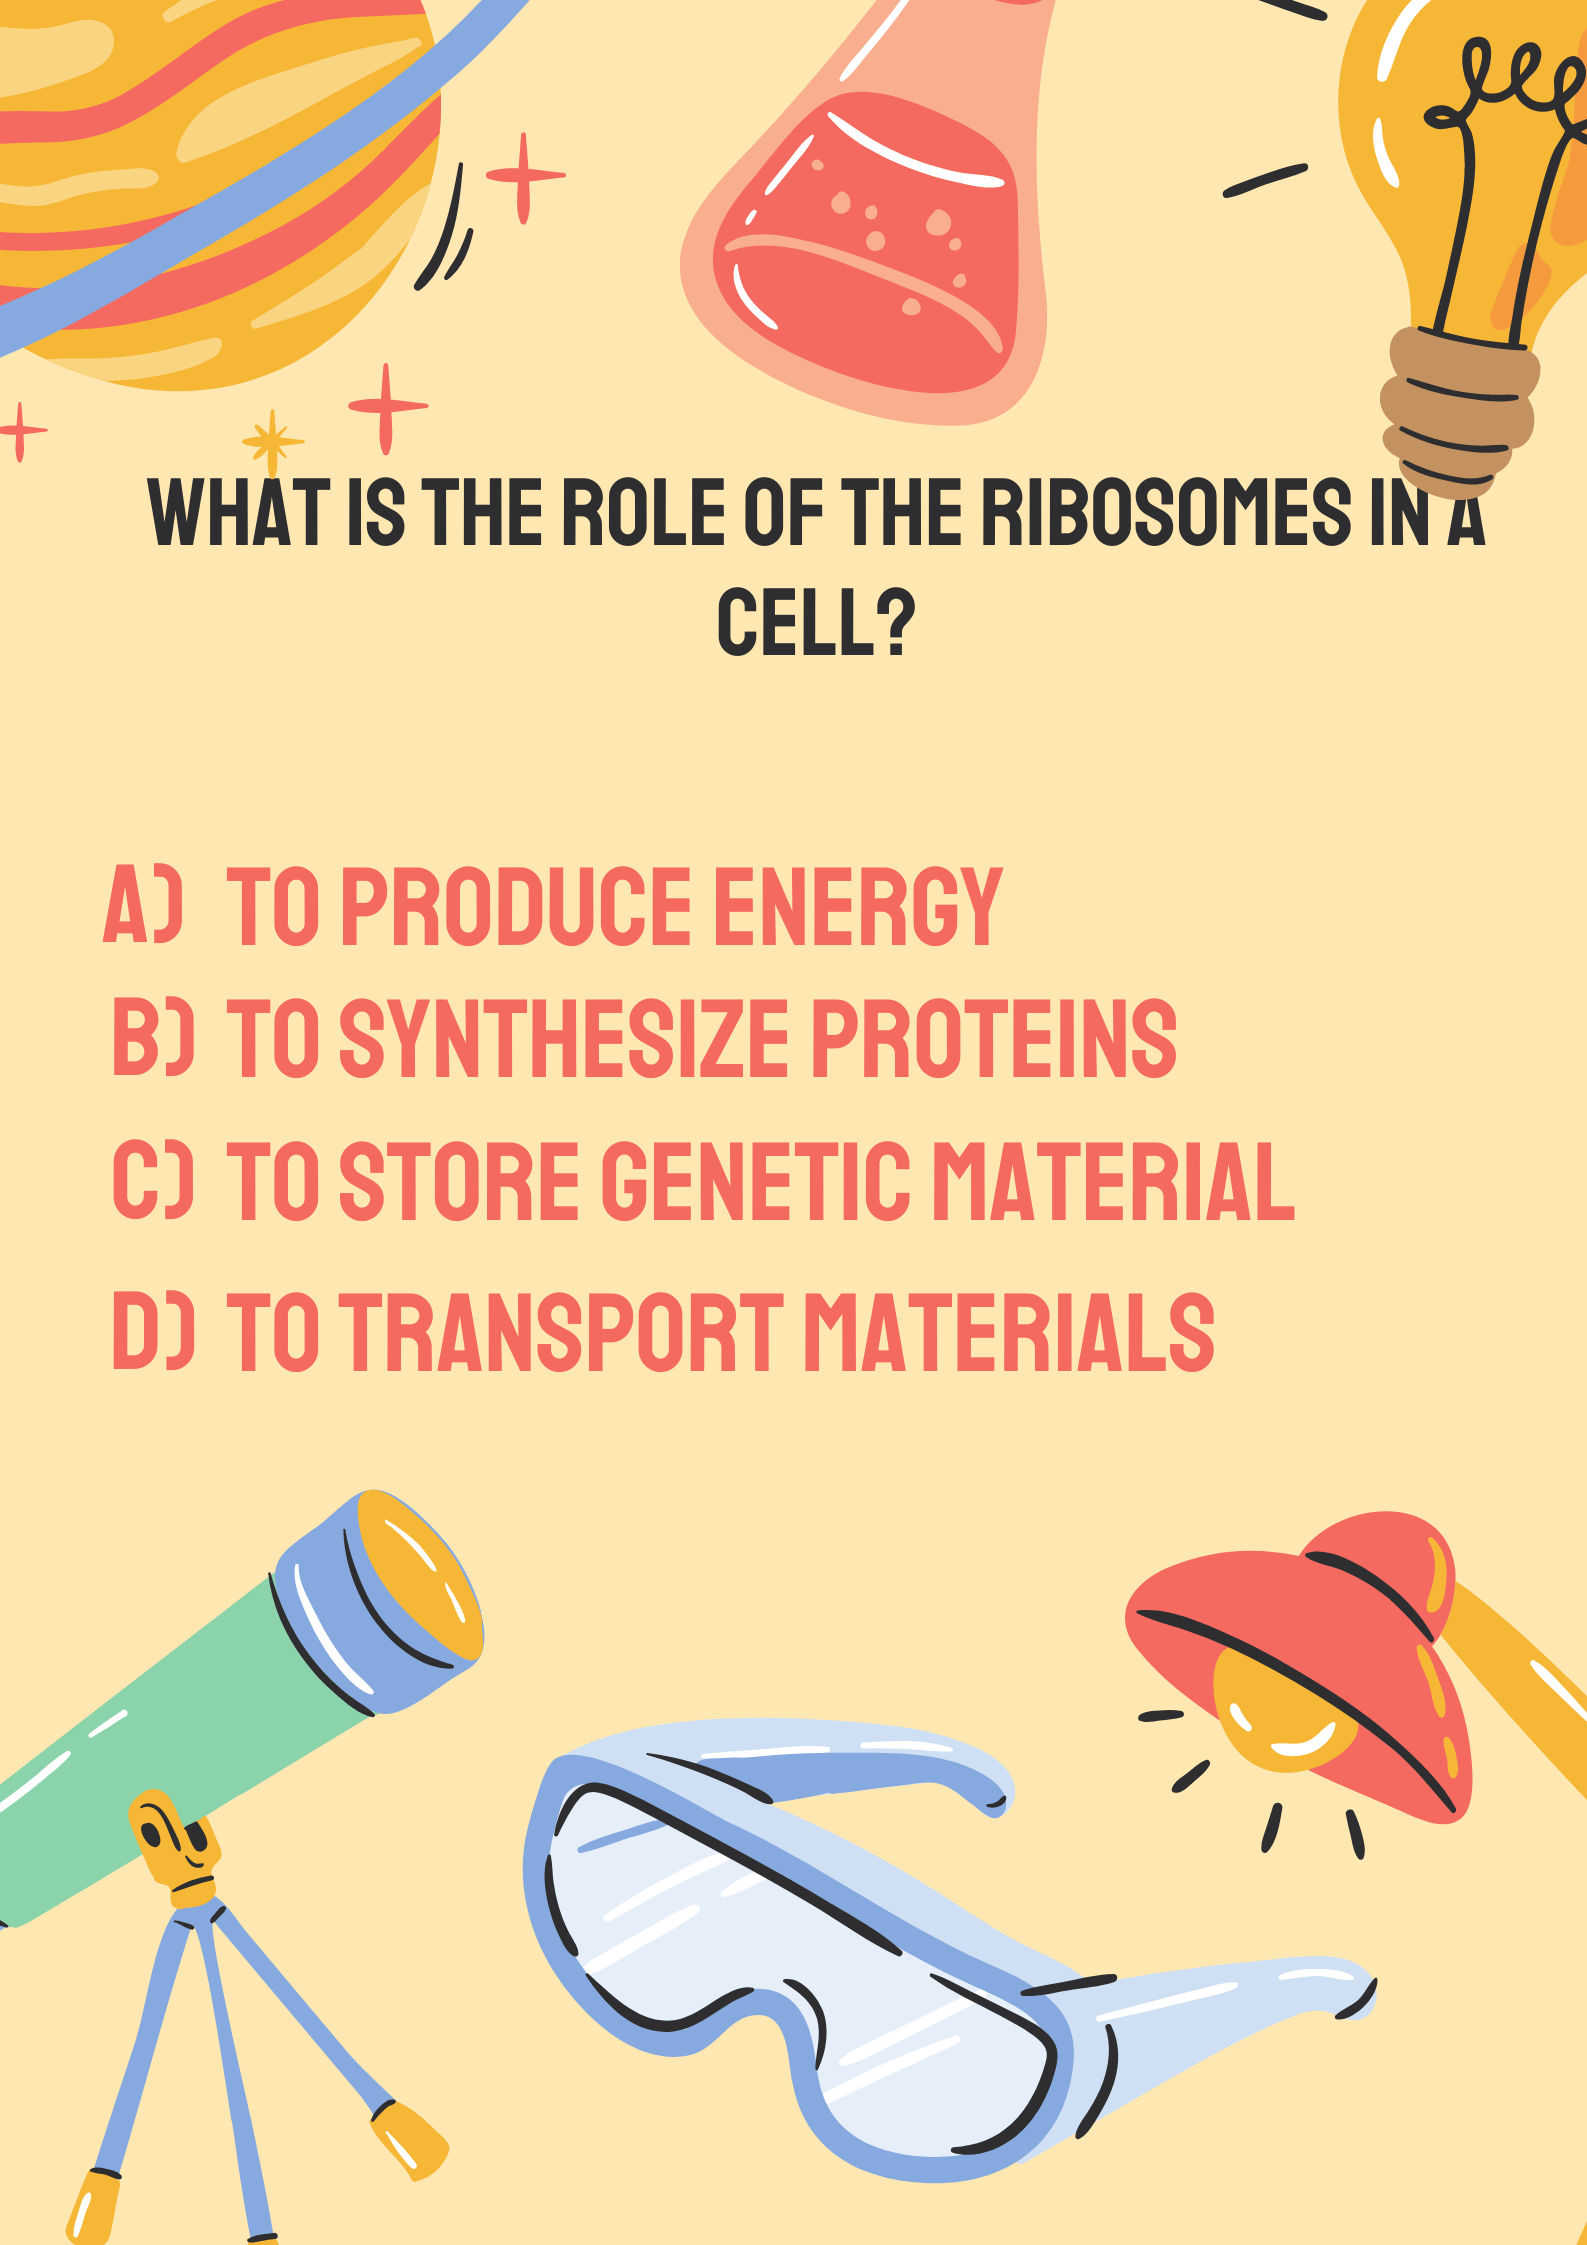 WHAT IS THE ROLE OF THE RIBOSOMES IN A
CELL?
A) TO PRODUCE ENERGY
B) TO SYNTHESIZE PROTEINS
C) TO STORE GENETIC MATERIAL
D) TO TRANSPORT MATERIALS